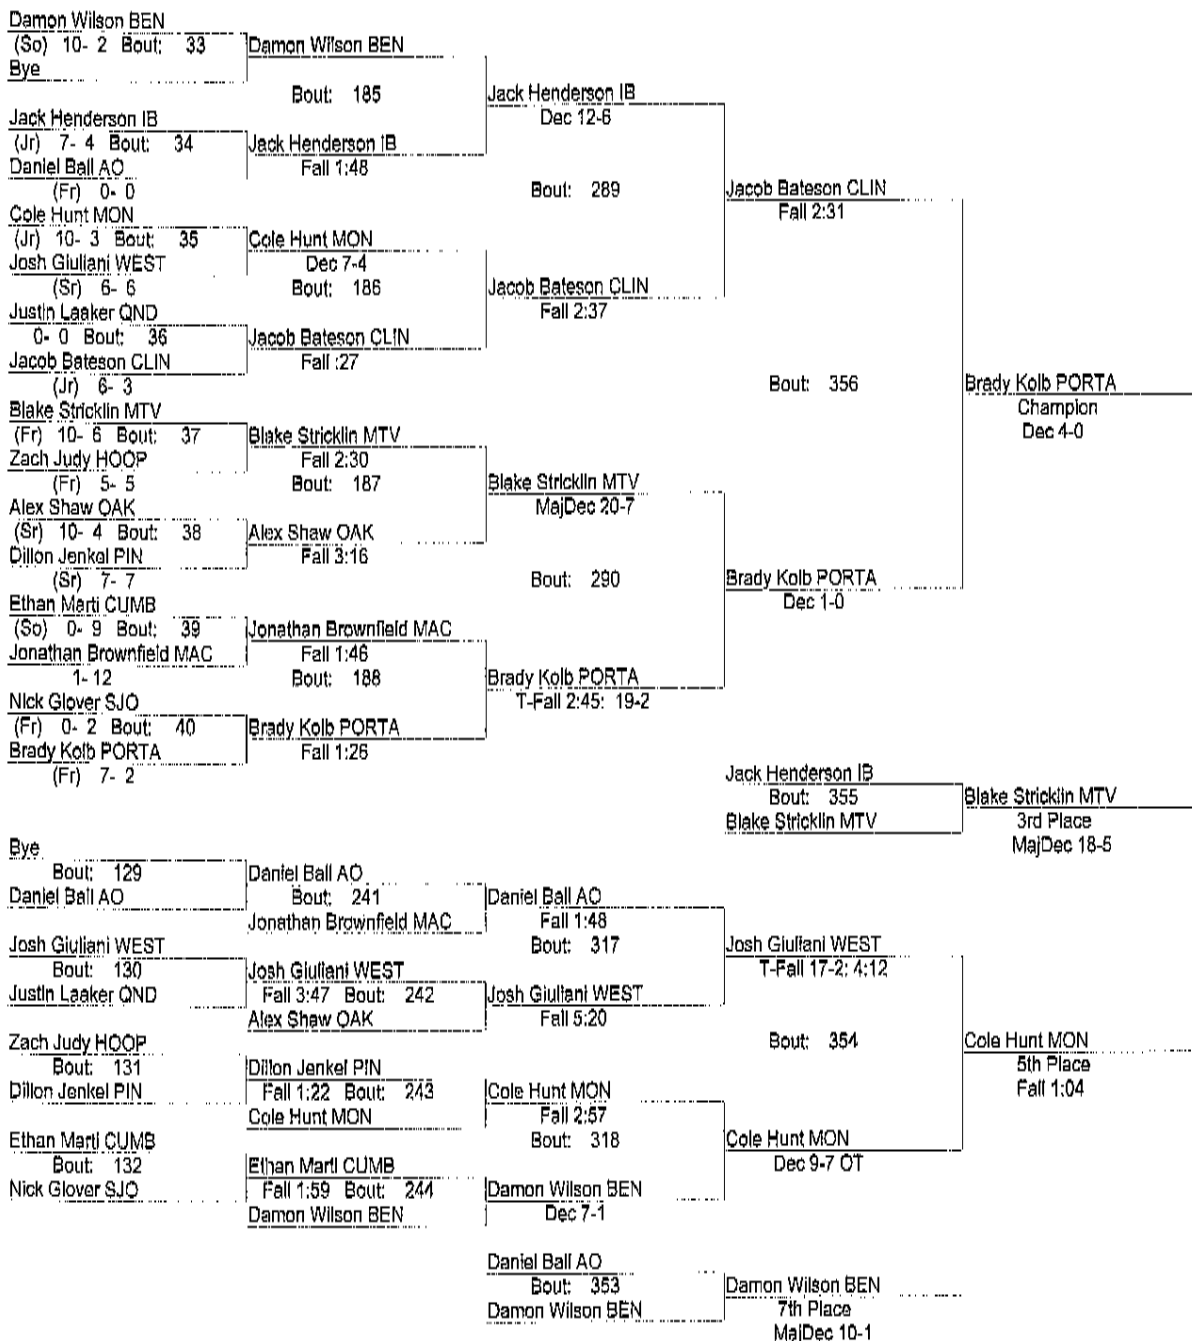 Damon Wilson BEN
(So) 10- 2 Bout: 33
Bye
Damon Wilson BEN
Bout: 185
Jack Henderson IB
Dec 12-6
Jack Henderson IB
(Jr) 7- 4 Bout: 34
Daniel Ball AO
(Fr) 0- 0
Jack Henderson IB
Fall 1:48
Bout: 289
Jacob Bateson CLIN
Fall 2:31
Cole Hunt MON
(Jr) 10- 3 Bout: 35
Josh Giuliani WEST
(Sr) 6- 6
Cole Hunt MON
Dec 7-4
Bout: 186
Jacob Bateson CLIN
Fall 2:37
Justin Laaker QND
0- 0 Bout: 36
Jacob Bateson CLIN
(Jr) 6- 3
Jacob Bateson CLIN
Fall :27
Bout: 356
Brady Kolb PORTA
Champion
Dec 4-0
Blake Stricklin MTV
(Fr) 10- 6 Bout: 37
Zach Judy HOOP
(Fr) 5- 5
Blake Stricklin MTV
Fall 2:30
Bout: 187
Blake Stricklin MTV
MajDec 20-7
Alex Shaw OAK
(Sr) 10- 4 Bout: 38
Dillon Jenkel PIN
(Sr) 7- 7
Alex Shaw OAK
Fall 3:16
Bout: 290
Brady Kolb PORTA
Dec 1-0
Ethan Marti CUMB
(So) 0- 9 Bout: 39
Jonathan Brownfield MAC
1- 12
Jonathan Brownfield MAC
Fall 1:46
Bout: 188
Brady Kolb PORTA
T-Fall 2:45: 19-2
Nick Glover SJO
(Fr) 0- 2 Bout: 40
Brady Kolb PORTA
(Fr) 7- 2
Brady Kolb PORTA
Fall 1:26
Jack Henderson IB
Bout: 355
Blake Stricklin MTV
Blake Stricklin MTV
3rd Place
MajDec 18-5
Bye
Bout: 129
Daniel Ball AO
Daniel Ball AO
Bout: 241
Jonathan Brownfield MAC
Daniel Ball AO
Fall 1:48
Bout: 317
Josh Giuliani WEST
T-Fall 17-2: 4:12
Josh Giuliani WEST
Bout: 130
Justin Laaker QND
Josh Giuliani WEST
Fall 3:47 Bout: 242
Alex Shaw OAK
Josh Giuliani WEST
Fall 5:20
Bout: 354
Cole Hunt MON
5th Place
Fall 1:04
Zach Judy HOOP
Bout: 131
Dillon Jenkel PIN
Dillon Jenkel PIN
Fall 1:22 Bout: 243
Cole Hunt MON
Cole Hunt MON
Fall 2:57
Bout: 318
Cole Hunt MON
Dec 9-7 OT
Ethan Marti CUMB
Bout: 132
Nick Glover SJO
Ethan Marti CUMB
Fall 1:59 Bout: 244
Damon Wilson BEN
Damon Wilson BEN
Dec 7-1
Daniel Ball AO
Bout: 353
Damon Wilson BEN
Damon Wilson BEN
7th Place
MajDec 10-1